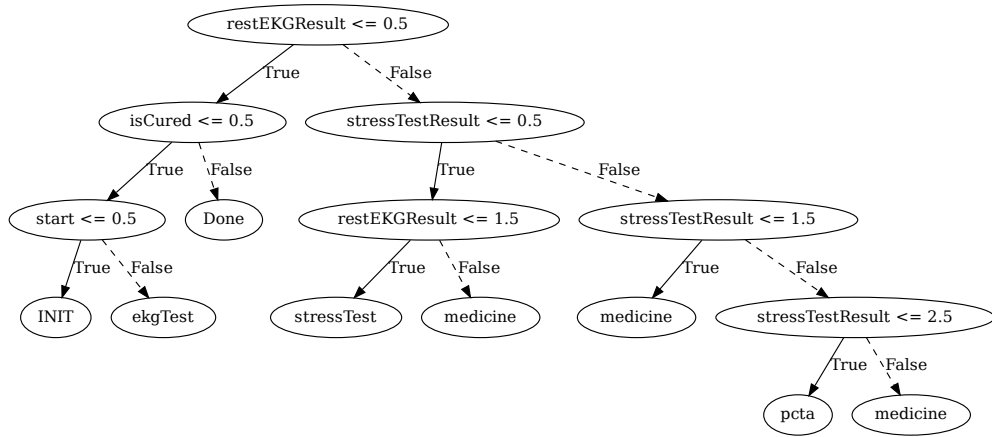 restEKGResult <= 0.5
True
False
isCured <= 0.5
stressTestResult <= 0.5
True
False
True
False
start <= 0.5
Done
restEKGResult <= 1.5
stressTestResult <= 1.5
True
False
True
False
True
False
INIT
ekgTest
stressTest
medicine
medicine
stressTestResult <= 2.5
True
False
pcta
medicine